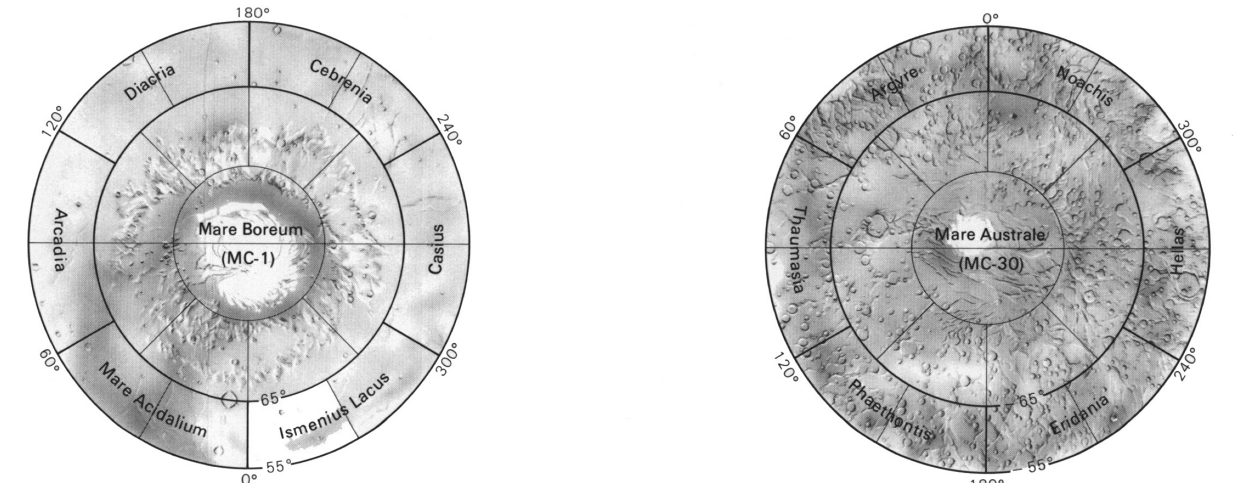 180°
Diacria
Cebrenia
120°
240°
Arcadia
Mare Boreum
(MC-1)
Casius
60°
300°
Mare Acidalium
65°
Ismenius Lacus
0°
55°
0°
Argyre
Noachis
60°
300°
Thaumasia
Mare Australe
(MC-30)
Hellas
120°
240°
Phaethontis
– 65°
Eridania
– 55°
180°